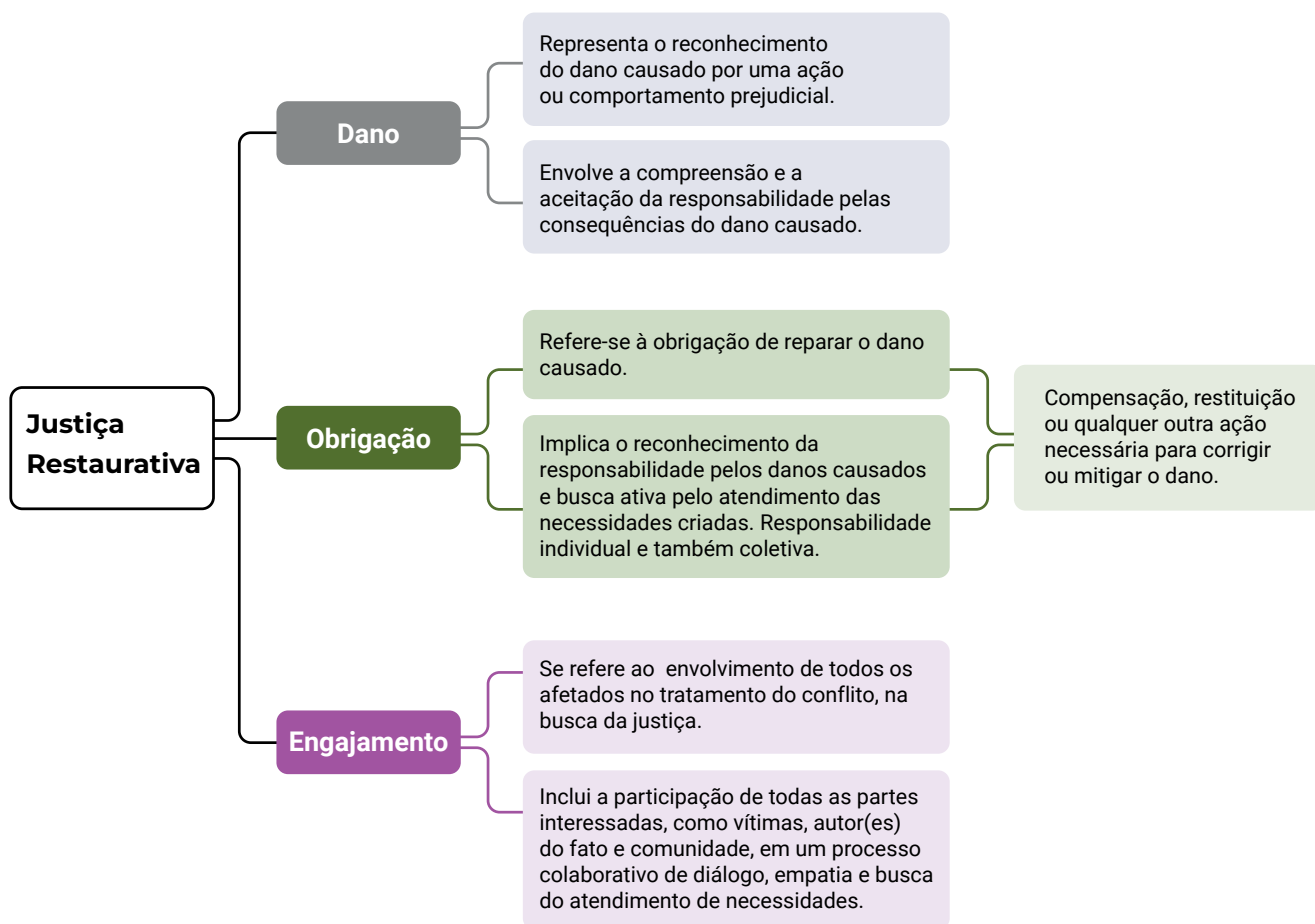 Justiça
Restaurativa
Dano
Representa o reconhecimento
do dano causado por uma ação
ou comportamento prejudicial.
Envolve a compreensão e a
aceitação da responsabilidade pelas
consequências do dano causado.
Obrigação
Refere-se à obrigação de reparar o dano
causado.
Implica o reconhecimento da
responsabilidade pelos danos causados
e busca ativa pelo atendimento das
necessidades criadas. Responsabilidade
individual e também coletiva.
Compensação, restituição
ou qualquer outra ação
necessária para corrigir
ou mitigar o dano.
Engajamento
Se refere ao  envolvimento de todos os
afetados no tratamento do conflito, na
busca da justiça.
Inclui a participação de todas as partes
interessadas, como vítimas, autor(es)
do fato e comunidade, em um processo
colaborativo de diálogo, empatia e busca
do atendimento de necessidades.